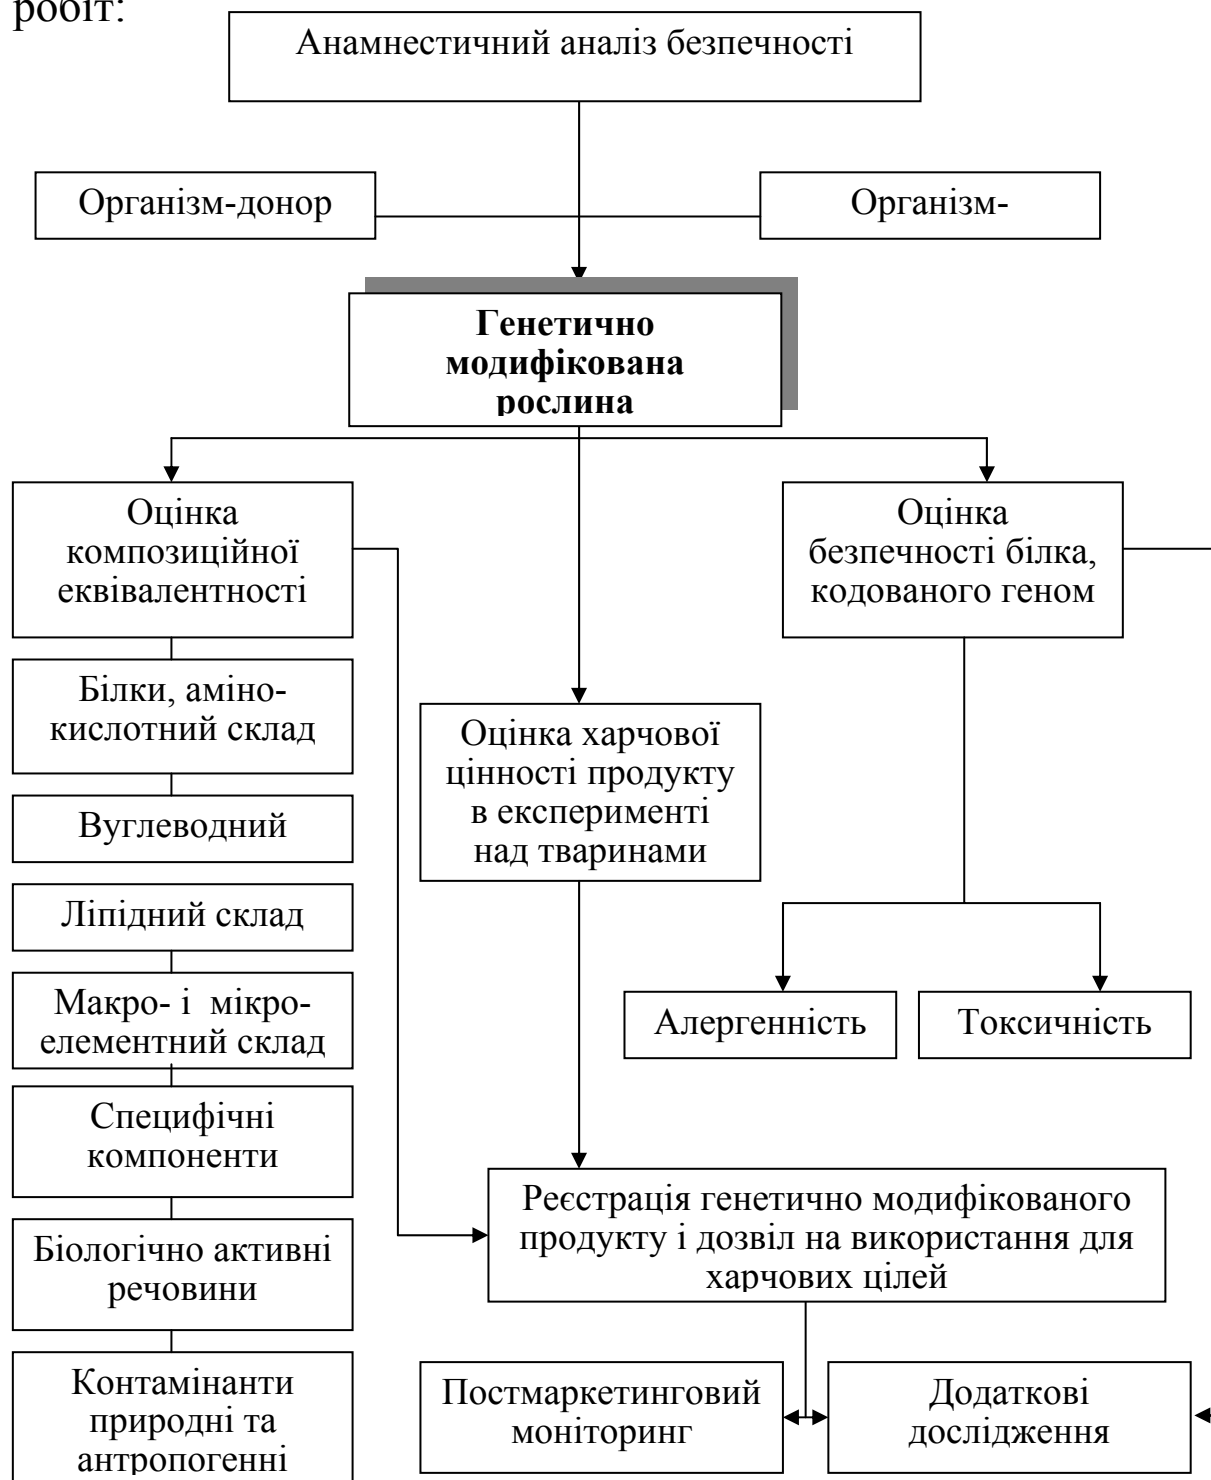 робіт:
Анамнестичний аналіз безпечності
Організм-донор
Організм-
Генетично
модифікована
рослина
Оцінка
композиційної
еквівалентності
Оцінка
безпечності білка,
кодованого геном
Білки, аміно-
кислотний склад
Оцінка харчової
цінності продукту
в експерименті
над тваринами
Вуглеводний
Ліпідний склад
Макро- і мікро-
елементний склад
Алергенність
Токсичність
Специфічні
компоненти
Реєстрація генетично модифікованого
продукту і дозвіл на використання для
харчових цілей
Біологічно активні
речовини
Контамінанти
природні та
антропогенні
Постмаркетинговий
моніторинг
Додаткові
дослідження